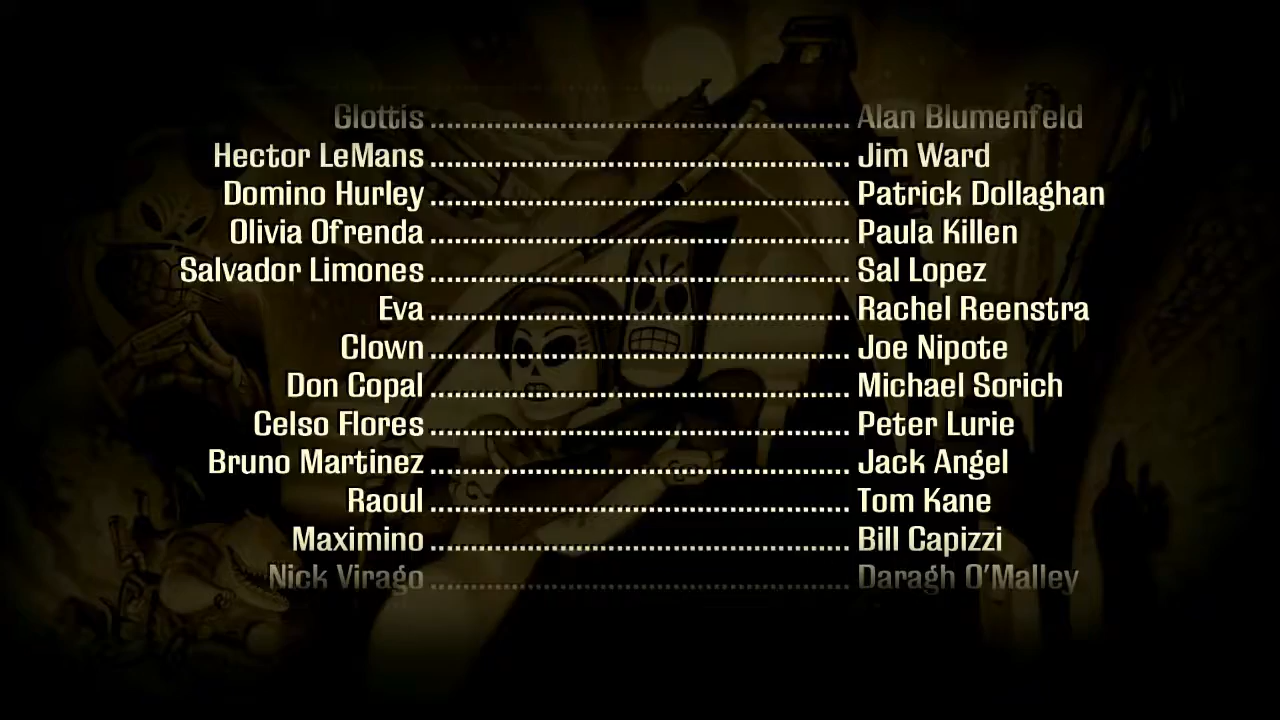 Glottis.................................................... Alan Blumenfeld
Hector LeMans.................................................... Jim Ward
Domino Hurley.................................................... Patrick Dollaghan
Olivia Ofrenda.................................................... Paula Killen
Salvador Limones.................................................... Sal Lopez
Eva.................................................... Rachel Reenstra
Clown.................................................... Joe Nipote
Don Copal.................................................... Michael Sorich
Celso Flores.................................................... Peter Lurie
Bruno Martinez.................................................... Jack Angel
Raoul.................................................... Tom Kane
Maximino.................................................... Bill Capizzi
Nick Virago.................................................... Daragh O'Malley